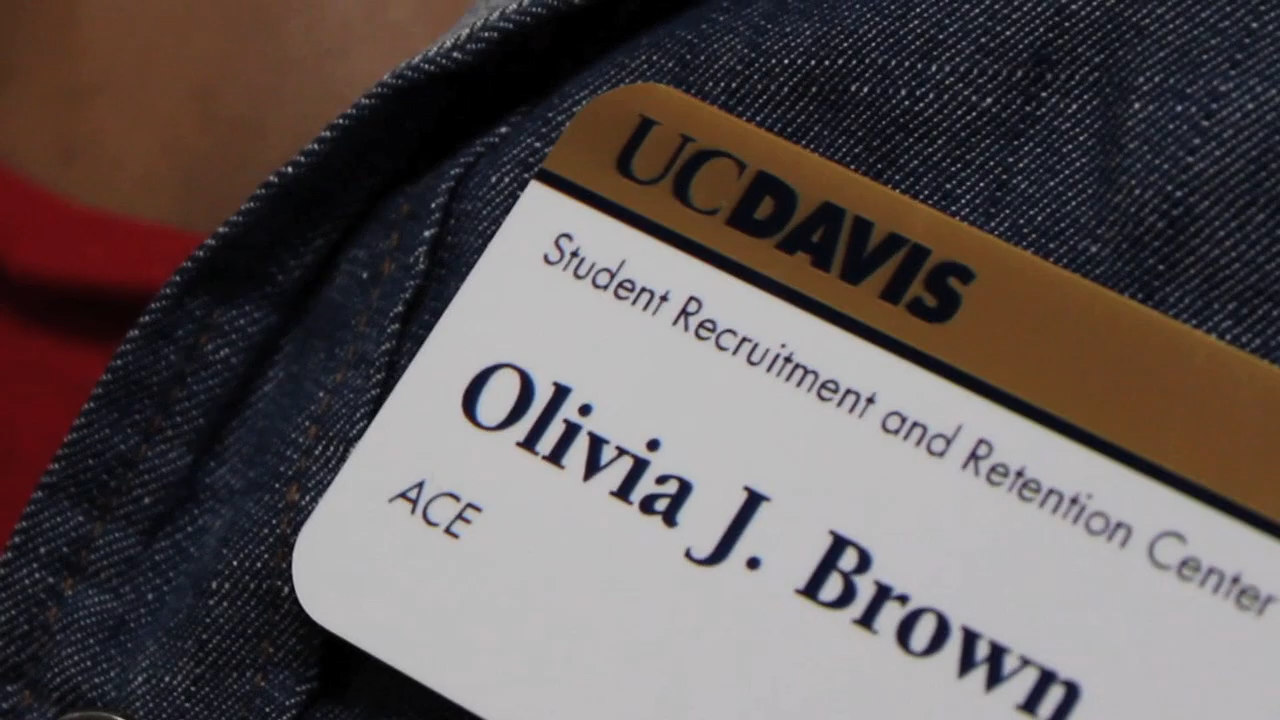 UCDAVIS
Student Recruitment and Retention Center
Olivia J. Brown
ACE